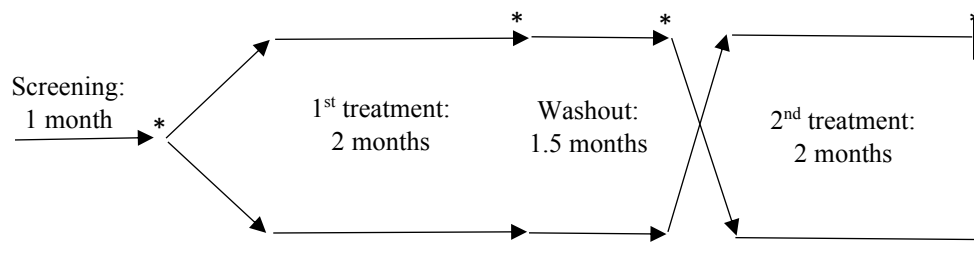 * * *
Screening:
1 month *
1st treatment:
2 months
Washout:
1.5 months
2nd treatment:
2 months